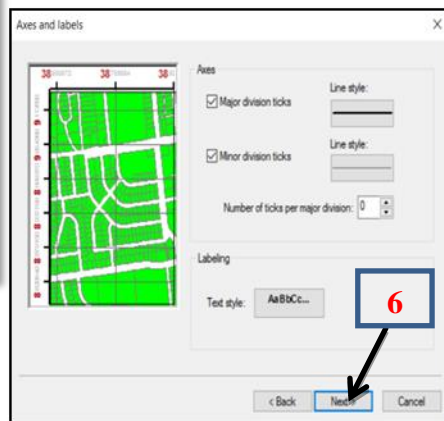 Axes and labels
X
38
38
38
Axes
Major division ticks
Line style:
Minor division ticks
Line style:
Number of ticks per major division: 0
Labeling
Text style: AaBbCc...
6
< Back Next > Cancel